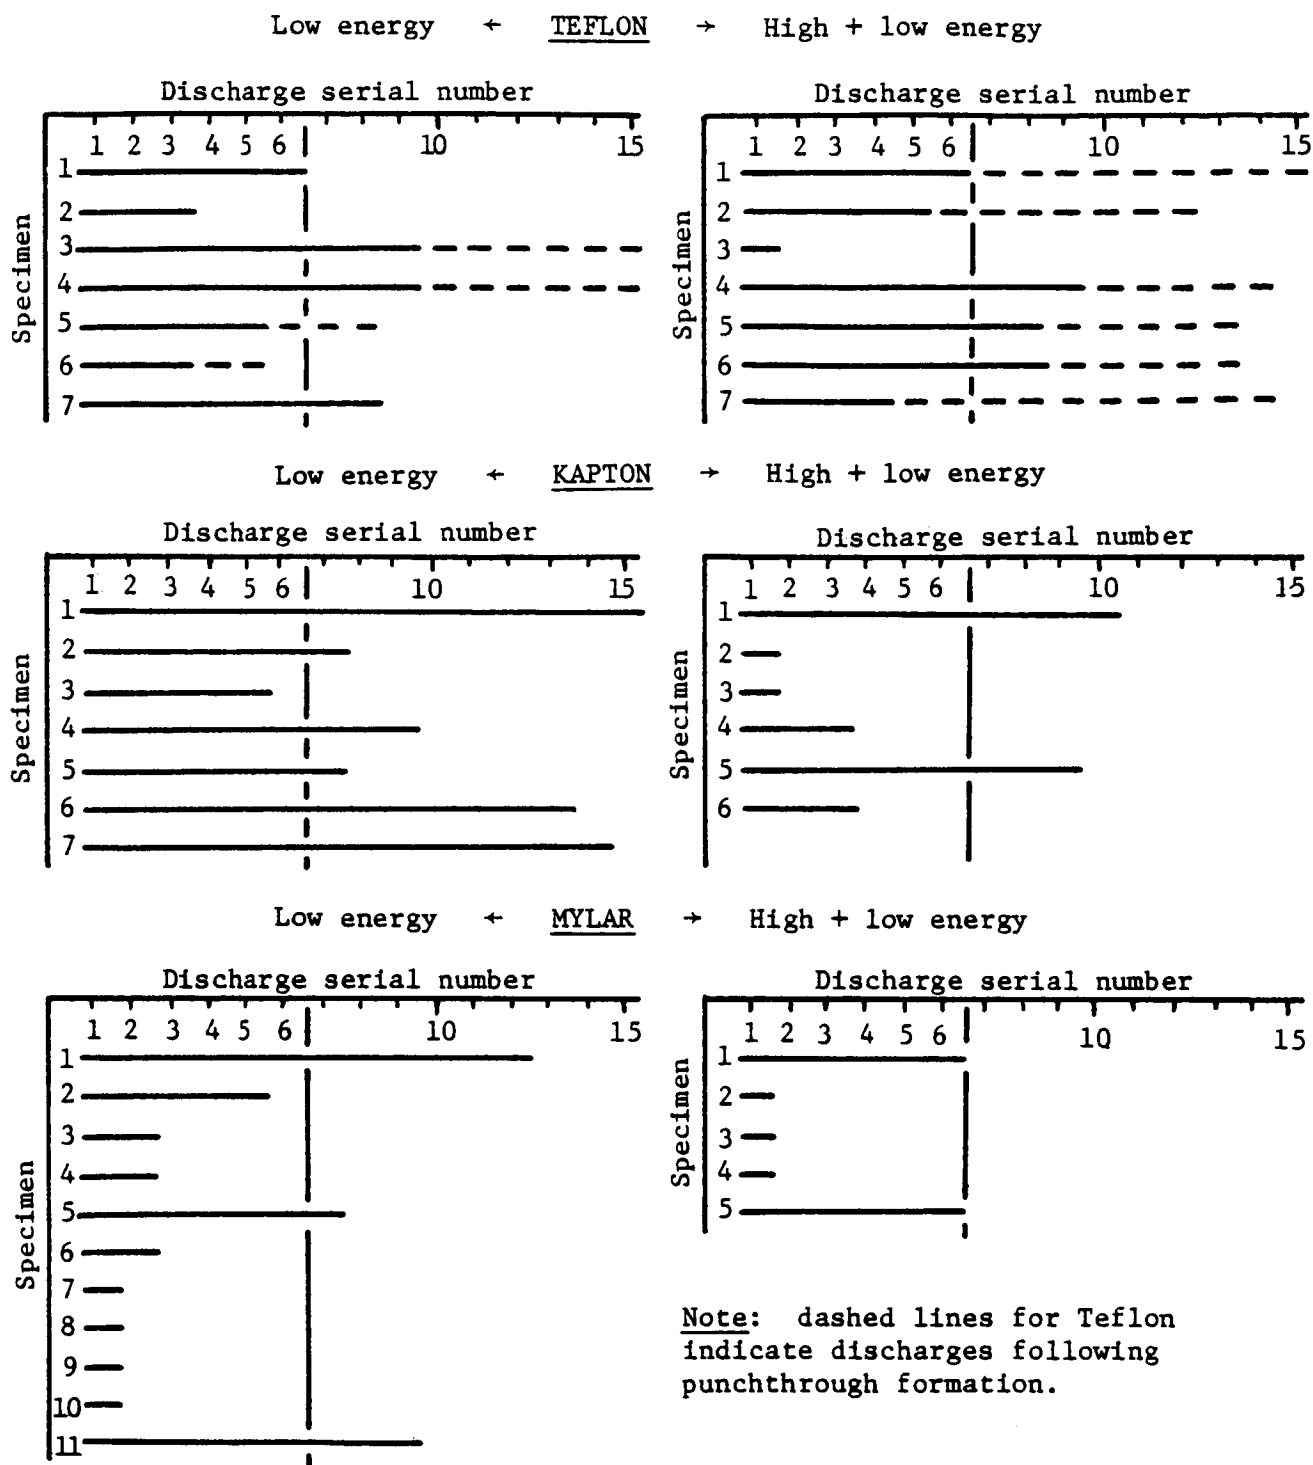 Low energy ← TEFLON → High + low energy
Discharge serial number
1 2 3 4 5 6 10 15
Specimen
1
2
3
4
5
6
7
Discharge serial number
1 2 3 4 5 6 10 15
Specimen
1
2
3
4
5
6
7
Low energy ← KAPTON → High + low energy
Discharge serial number
1 2 3 4 5 6 10 15
Specimen
1
2
3
4
5
6
7
Discharge serial number
1 2 3 4 5 6 10 15
Specimen
1
2
3
4
5
6
Low energy ← MYLAR → High + low energy
Discharge serial number
1 2 3 4 5 6 10 15
Specimen
1
2
3
4
5
6
7
8
9
10
11
Discharge serial number
1 2 3 4 5 6 10 15
Specimen
1
2
3
4
5
Note: dashed lines for Teflon
indicate discharges following
punchthrough formation.